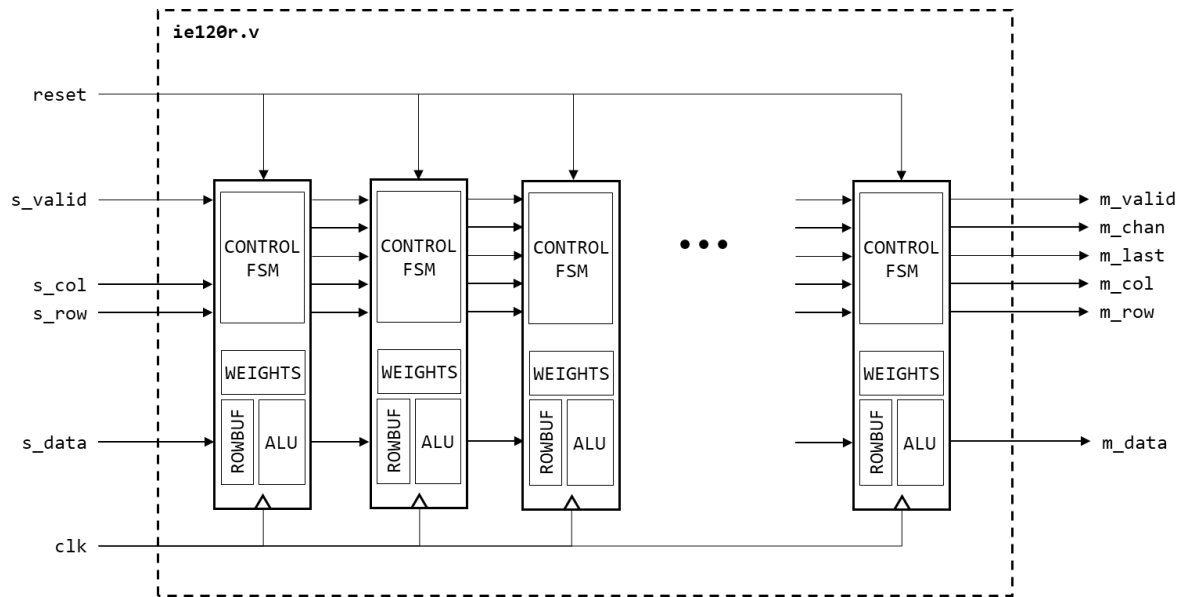 ie120r.v
reset
s_valid
s_col
s_row
s_data
clk
CONTROL
FSM
WEIGHTS
ROWBUF
ALU
CONTROL
FSM
WEIGHTS
ROWBUF
ALU
CONTROL
FSM
WEIGHTS
ROWBUF
ALU
•••
CONTROL
FSM
WEIGHTS
ROWBUF
ALU
m_valid
m_chan
m_last
m_col
m_row
m_data